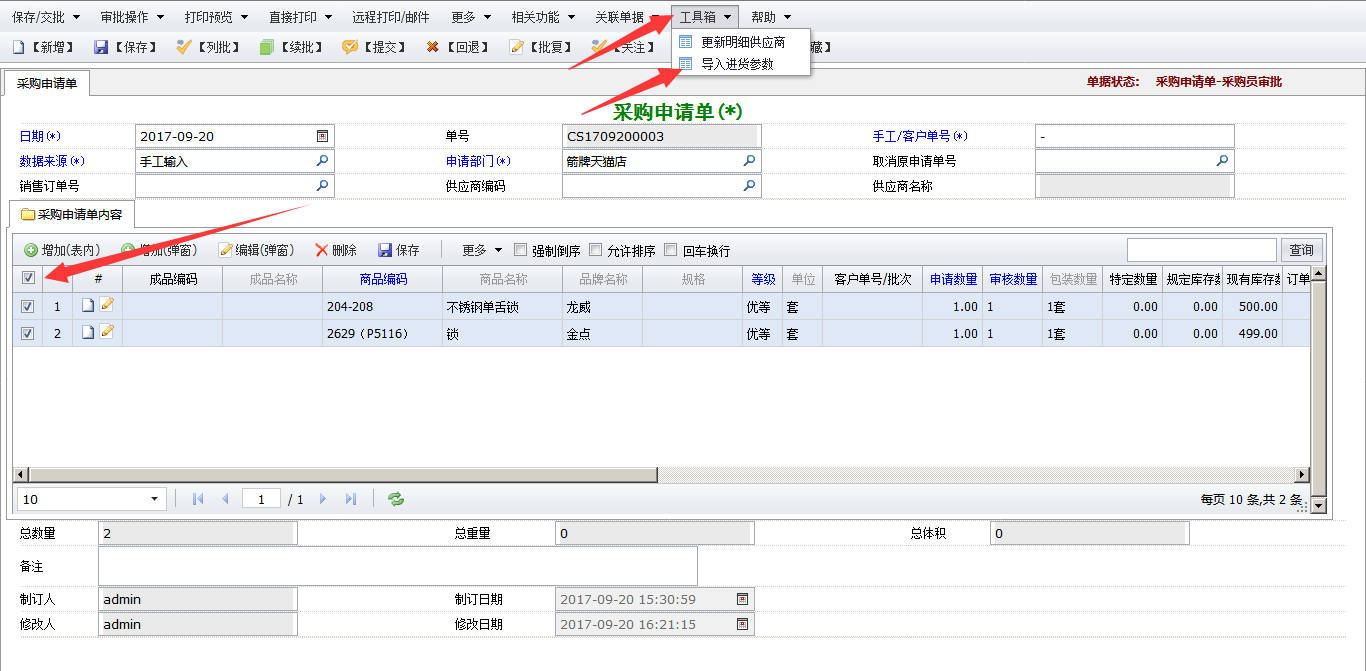 保存/交批 审批操作 打印预览 直接打印 远程打印/邮件 更多 相关功能 关联单据 工具箱 帮助
【新增】 【保存】 【列批】 【续批】 【提交】 【回退】 【批复】 【关注】 藏】
更新明细供应商
导入进货参数
采购申请单 单据状态: 采购申请单-采购员审批
采购申请单(*)
日期(*) 2017-09-20 单号 CS1709200003 手工/客户单号(*) -
数据来源(*) 手工输入 申请部门(*) 箭牌天猫店 取消原申请单号
销售订单号 供应商编码 供应商名称
采购申请单内容
增加(表内) 增加(弹窗) 编辑(弹窗) 删除 保存 更多 强制倒序 允许排序 回车换行 查询
# 成品编码 成品名称 商品编码 商品名称 品牌名称 规格 等级 单位 客户单号/批次 申请数量 审核数量 包装数量 特定数量 规定库存数 现有库存数 订单
1 204-208 不锈钢单舌锁 龙威 优等 套 1.00 1 1套 0.00 0.00 500.00
2 2629（P5116） 锁 金点 优等 套 1.00 1 1套 0.00 0.00 499.00
10 1 / 1 每页 10 条,共 2 条
总数量 2 总重量 0 总体积 0
备注
制订人 admin 制订日期 2017-09-20 15:30:59
修改人 admin 修改日期 2017-09-20 16:21:15